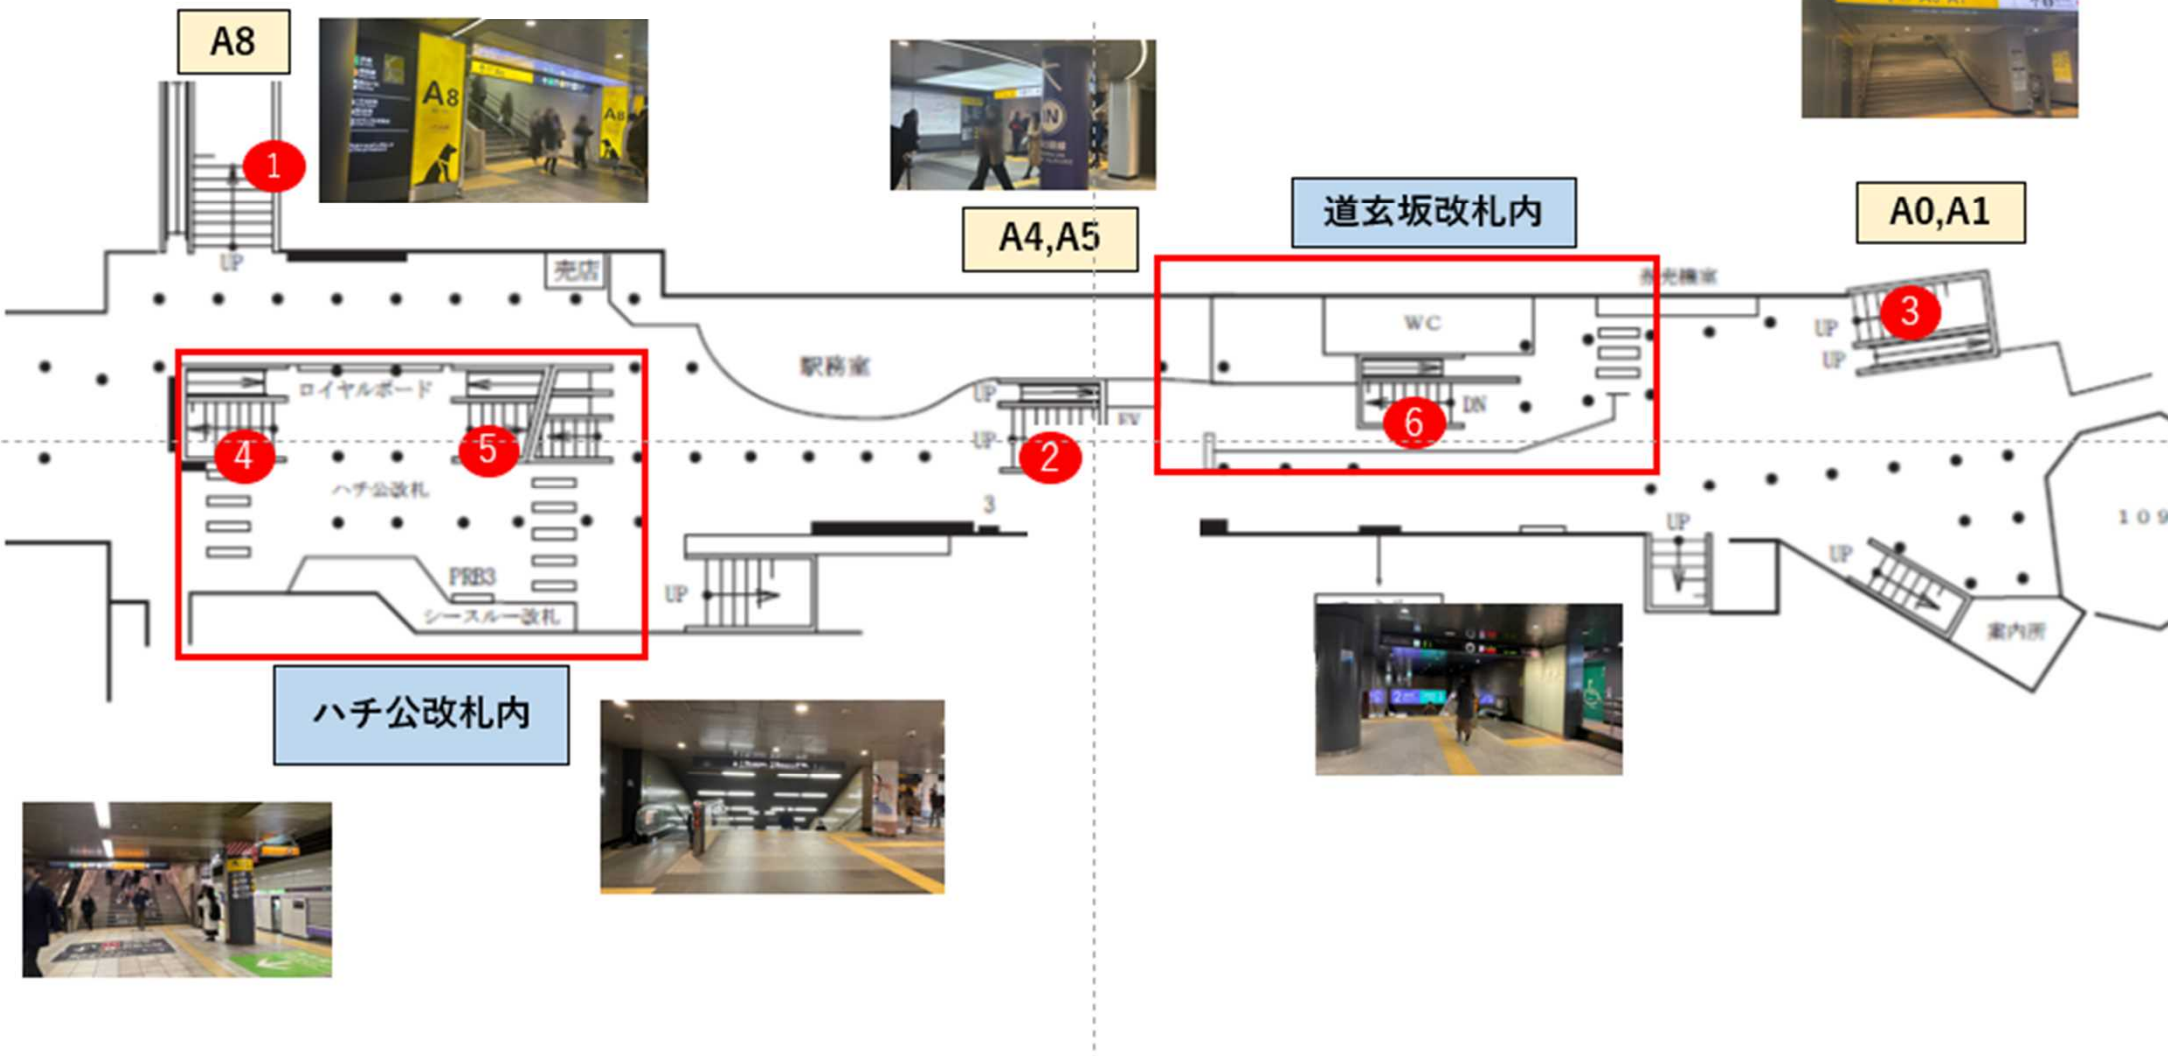 A8
A8
A8
1
UP
売店
IN
A4,A5
道玄坂改札内
A0,A1
WC
3
UP
UP
駅務室
ロイヤルボード
UP
EV
DN
UP
4
5
2
6
ハチ公改札
3
109
UP
UP
PRB3
UP
シースルー改札
案内所
ハチ公改札内
2